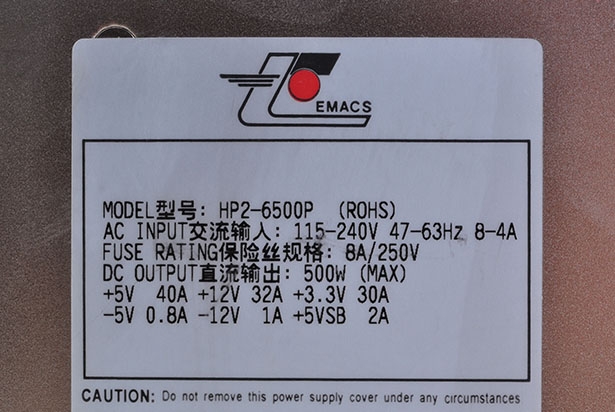 EMACS
MODEL型号: HP2-6500P (ROHS)
AC INPUT交流输入: 115-240V 47-63Hz 8-4A
FUSE RATING保险丝规格: 8A/250V
DC OUTPUT直流输出: 500W (MAX)
+5V 40A +12V 32A +3.3V 30A
-5V 0.8A -12V 1A +5VSB 2A
CAUTION: Do not remove this power supply cover under any circumstances